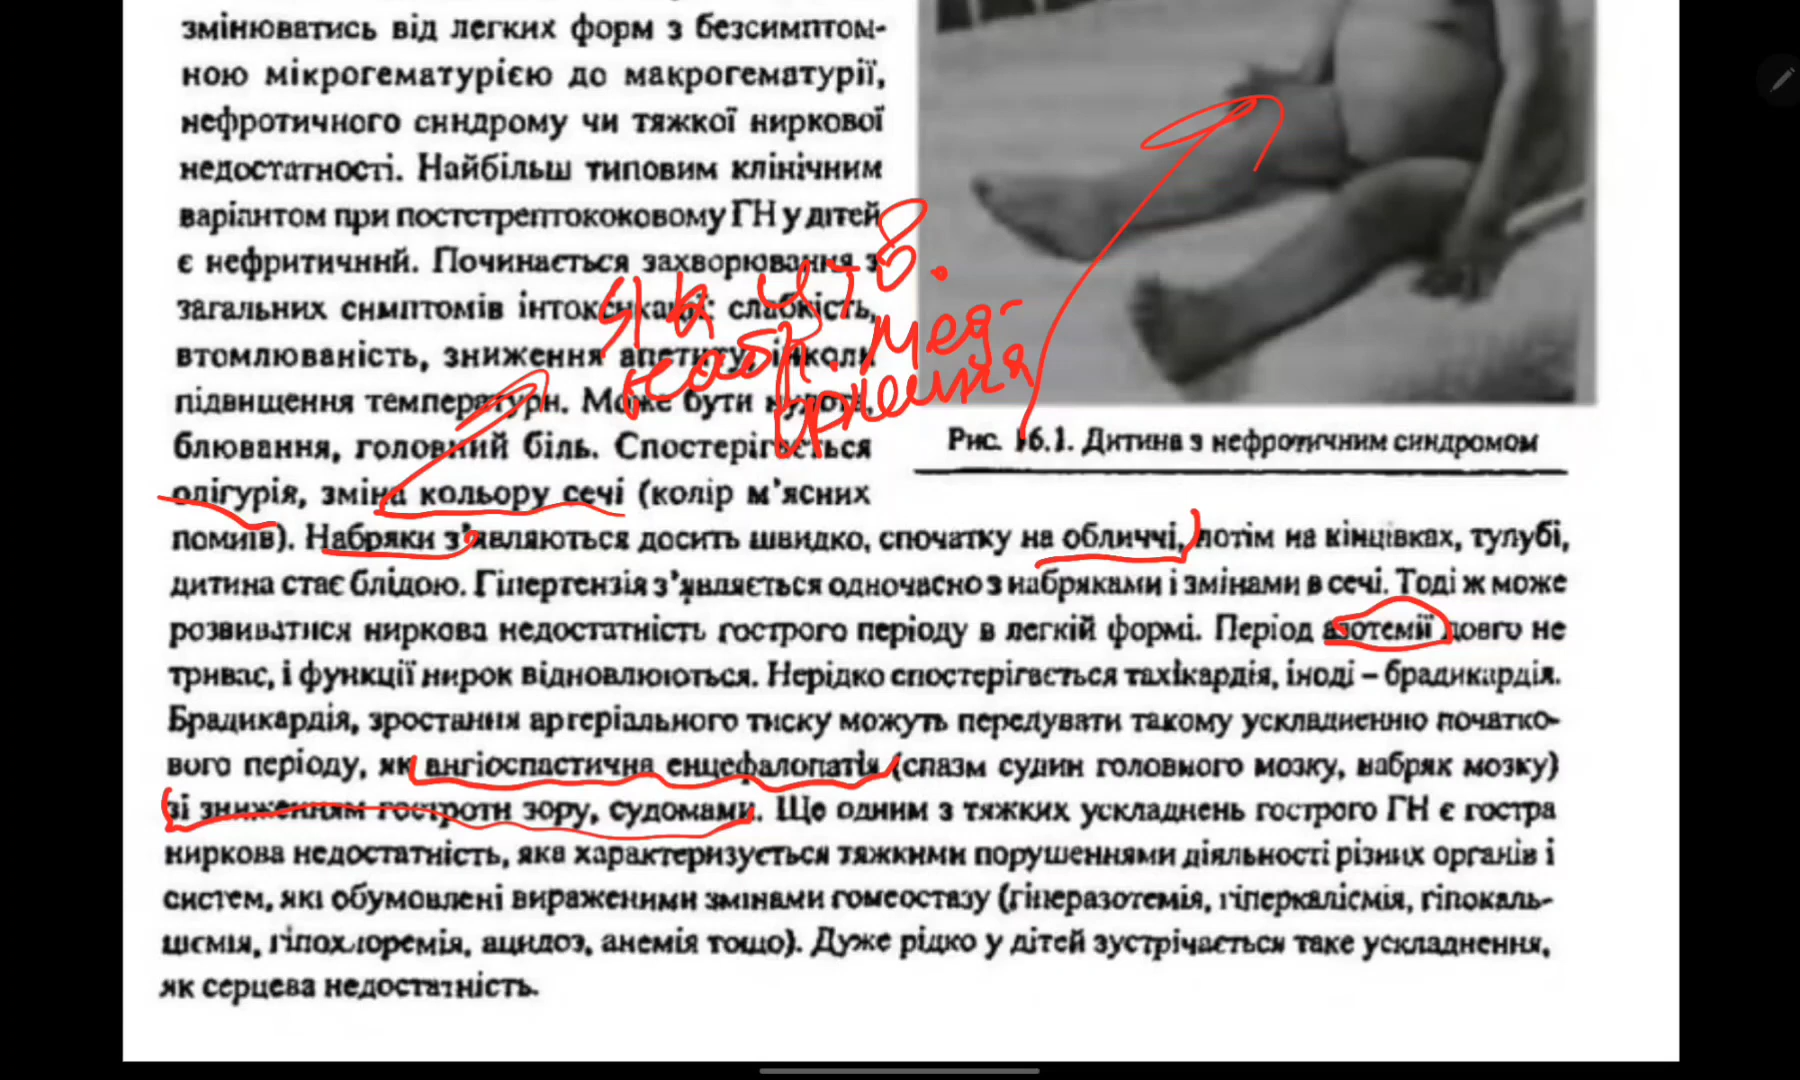 змінюватись від легких форм з безсимптом-
ною мікрогематурією до макрогематурії,
нефротичного синдрому чи тяжкої ниркової
недостатності. Найбільш типовим клінічним
варіантом при постстрептококовому ГН у дітей
є нефритичний. Починається захворювання з
загальних симптомів інтоксикації: слабкість,
втомлюваність, зниження апетиту, інколи
підвищення температури. Може бути нудота,
блювання, головний біль. Спостерігається
олігурія, зміна кольору сечі (колір м’ясних
помиїв). Набряки з’являються досить швидко, спочатку на обличчі, потім на кінцівках, тулубі,
дитина стає блідою. Гіпертензія з’являється одночасно з набряками і змінами в сечі. Тоді ж може
розвиватися ниркова недостатність гострого періоду в легкій формі. Період азотемії довго не
триває, і функції нирок відновлюються. Нерідко спостерігається тахікардія, іноді – брадикардія.
Брадикардія, зростання артеріального тиску можуть передувати такому ускладненню початко-
вого періоду, як ангіоспастична енцефалопатія (спазм судин головного мозку, набряк мозку)
зі зниженням гостроти зору, судомами. Ще одним з тяжких ускладнень гострого ГН є гостра
ниркова недостатність, яка характеризується тяжкими порушеннями діяльності різних органів і
систем, які обумовлені вираженими змінами гомеостазу (гіперазотемія, гіперкаліємія, гіпокаль-
ціємія, гіпохлоремія, ацидоз, анемія тощо). Дуже рідко у дітей зустрічається таке ускладнення,
як серцева недостатність.
Рис. 16.1. Дитина з нефротичним синдромом
як утв.
набр.